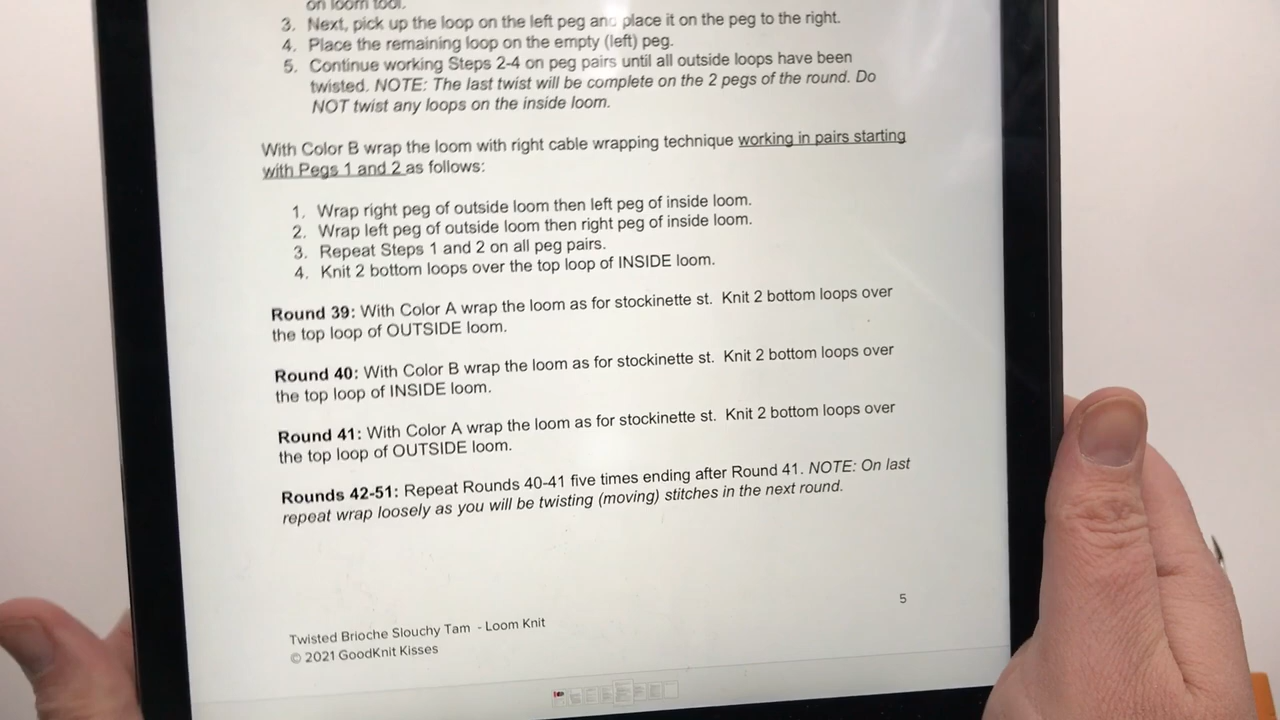 on loom tool.
3. Next, pick up the loop on the left peg and place it on the peg to the right.
4. Place the remaining loop on the empty (left) peg.
5. Continue working Steps 2-4 on peg pairs until all outside loops have been
twisted. NOTE: The last twist will be complete on the 2 pegs of the round. Do
NOT twist any loops on the inside loom.
With Color B wrap the loom with right cable wrapping technique working in pairs starting
with Pegs 1 and 2 as follows:
1. Wrap right peg of outside loom then left peg of inside loom.
2. Wrap left peg of outside loom then right peg of inside loom.
3. Repeat Steps 1 and 2 on all peg pairs.
4. Knit 2 bottom loops over the top loop of INSIDE loom.
Round 39: With Color A wrap the loom as for stockinette st. Knit 2 bottom loops over
the top loop of OUTSIDE loom.
Round 40: With Color B wrap the loom as for stockinette st. Knit 2 bottom loops over
the top loop of INSIDE loom.
Round 41: With Color A wrap the loom as for stockinette st. Knit 2 bottom loops over
the top loop of OUTSIDE loom.
Rounds 42-51: Repeat Rounds 40-41 five times ending after Round 41. NOTE: On last
repeat wrap loosely as you will be twisting (moving) stitches in the next round.
5
Twisted Brioche Slouchy Tam - Loom Knit
© 2021 GoodKnit Kisses